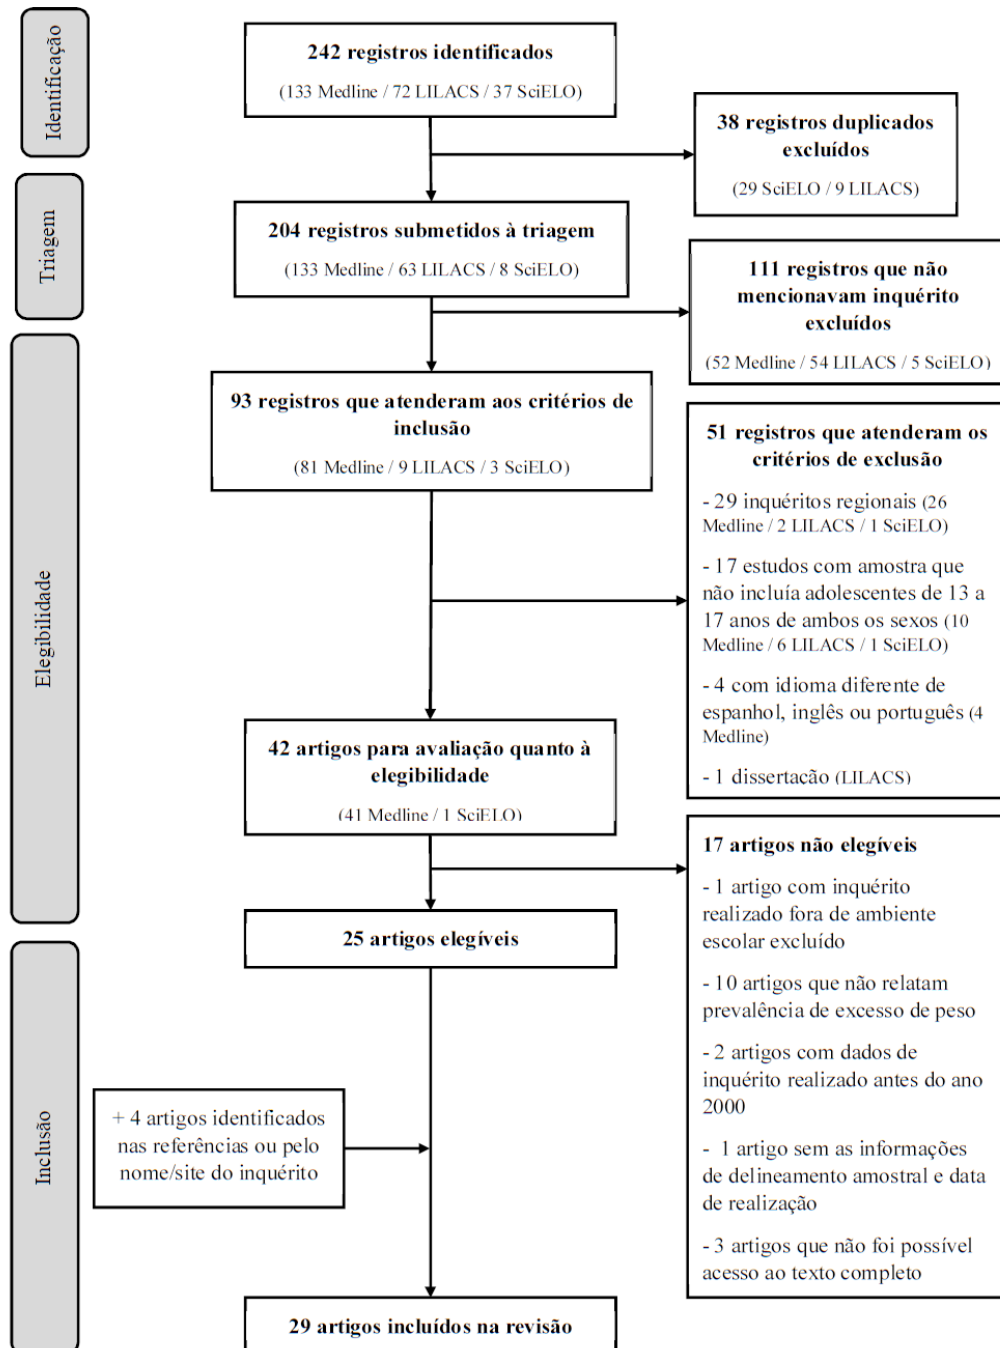 Identificação
242 registros identificados
(133 Medline / 72 LILACS / 37 SciELO)
38 registros duplicados
excluídos
(29 SciELO / 9 LILACS)
Triagem
204 registros submetidos à triagem
(133 Medline / 63 LILACS / 8 SciELO)
111 registros que não
mencionavam inquérito
excluídos
(52 Medline / 54 LILACS / 5 SciELO)
Elegibilidade
93 registros que atenderam aos critérios de
inclusão
(81 Medline / 9 LILACS / 3 SciELO)
51 registros que atenderam os
critérios de exclusão
- 29 inquéritos regionais (26
Medline / 2 LILACS / 1 SciELO)
- 17 estudos com amostra que
não incluía adolescentes de 13 a
17 anos de ambos os sexos (10
Medline / 6 LILACS / 1 SciELO)
- 4 com idioma diferente de
espanhol, inglês ou português (4
Medline)
- 1 dissertação (LILACS)
42 artigos para avaliação quanto à
elegibilidade
(41 Medline / 1 SciELO)
17 artigos não elegíveis
- 1 artigo com inquérito
realizado fora de ambiente
escolar excluído
- 10 artigos que não relatam
prevalência de excesso de peso
- 2 artigos com dados de
inquérito realizado antes do ano
2000
- 1 artigo sem as informações
de delineamento amostral e data
de realização
- 3 artigos que não foi possível
acesso ao texto completo
25 artigos elegíveis
Inclusão
+ 4 artigos identificados
nas referências ou pelo
nome/site do inquérito
29 artigos incluídos na revisão